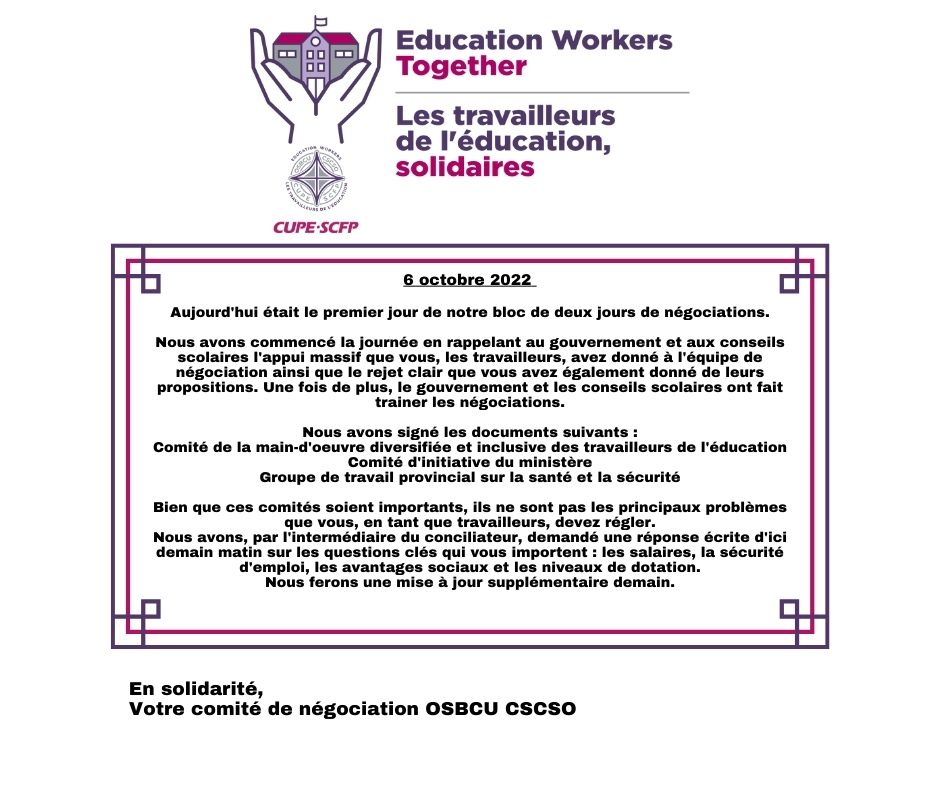 Education Workers
Together
Les travailleurs
de l'éducation,
solidaires
EDUCATION WORKERS
OSBCU CSCSO
CUPE SCFP
LES TRAVAILLEURS DE L'ÉDUCATION
CUPE·SCFP
6 octobre 2022
Aujourd'hui était le premier jour de notre bloc de deux jours de négociations.
Nous avons commencé la journée en rappelant au gouvernement et aux conseils
scolaires l'appui massif que vous, les travailleurs, avez donné à l'équipe de
négociation ainsi que le rejet clair que vous avez également donné de leurs
propositions. Une fois de plus, le gouvernement et les conseils scolaires ont fait
trainer les négociations.
Nous avons signé les documents suivants :
Comité de la main-d'oeuvre diversifiée et inclusive des travailleurs de l'éducation
Comité d'initiative du ministère
Groupe de travail provincial sur la santé et la sécurité
Bien que ces comités soient importants, ils ne sont pas les principaux problèmes
que vous, en tant que travailleurs, devez régler.
Nous avons, par l'intermédiaire du conciliateur, demandé une réponse écrite d'ici
demain matin sur les questions clés qui vous importent : les salaires, la sécurité
d'emploi, les avantages sociaux et les niveaux de dotation.
Nous ferons une mise à jour supplémentaire demain.
En solidarité,
Votre comité de négociation OSBCU CSCSO